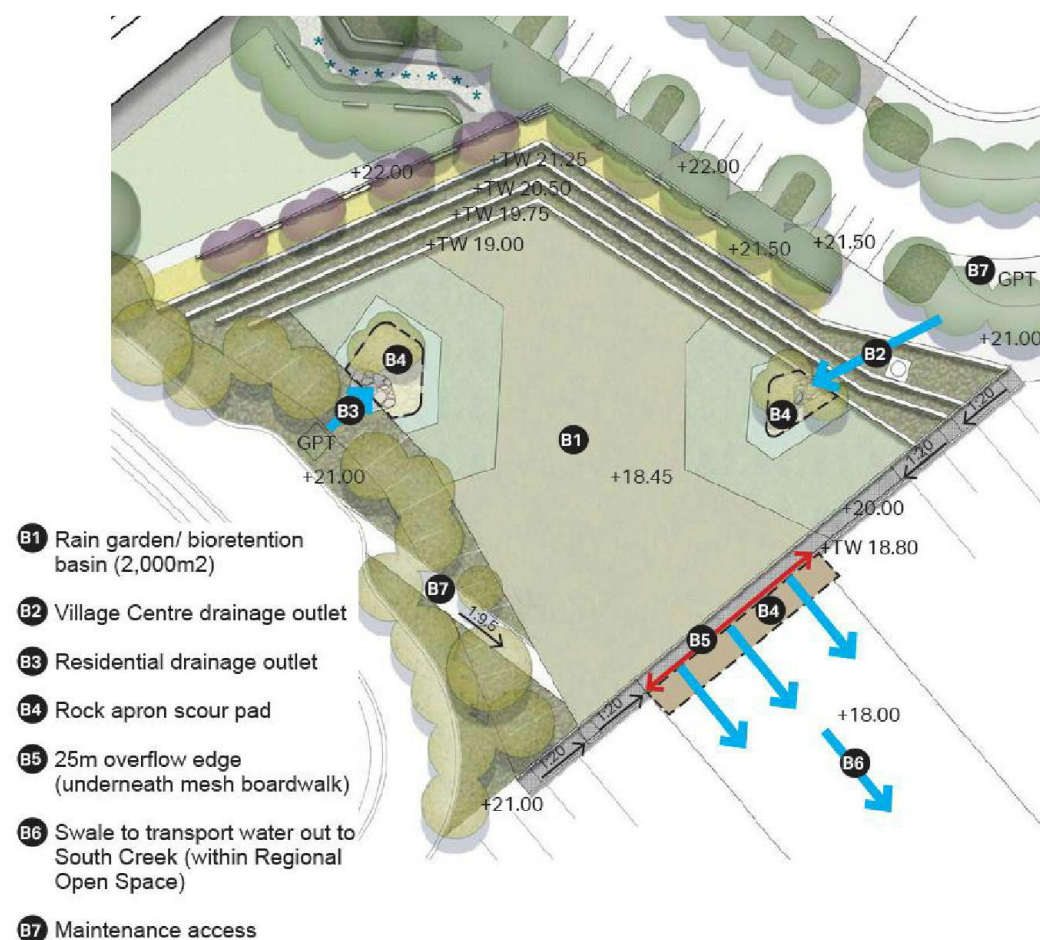 +22.00
+TW 21.25
+22.00
+TW 20.50
+TW 19.75
+TW 19.00
+21.50
+21.50
B7
GPT
+21.00
B2
B4
B4
B3
GPT
+21.00
B1
+18.45
1:20
1:20
+20.00
+TW 18.80
B7
1:9.5
B4
B5
+18.00
B6
1:20
1:20
+21.00
B1 Rain garden/ bioretention
basin (2,000m2)
B2 Village Centre drainage outlet
B3 Residential drainage outlet
B4 Rock apron scour pad
B5 25m overflow edge
(underneath mesh boardwalk)
B6 Swale to transport water out to
South Creek (within Regional
Open Space)
B7 Maintenance access